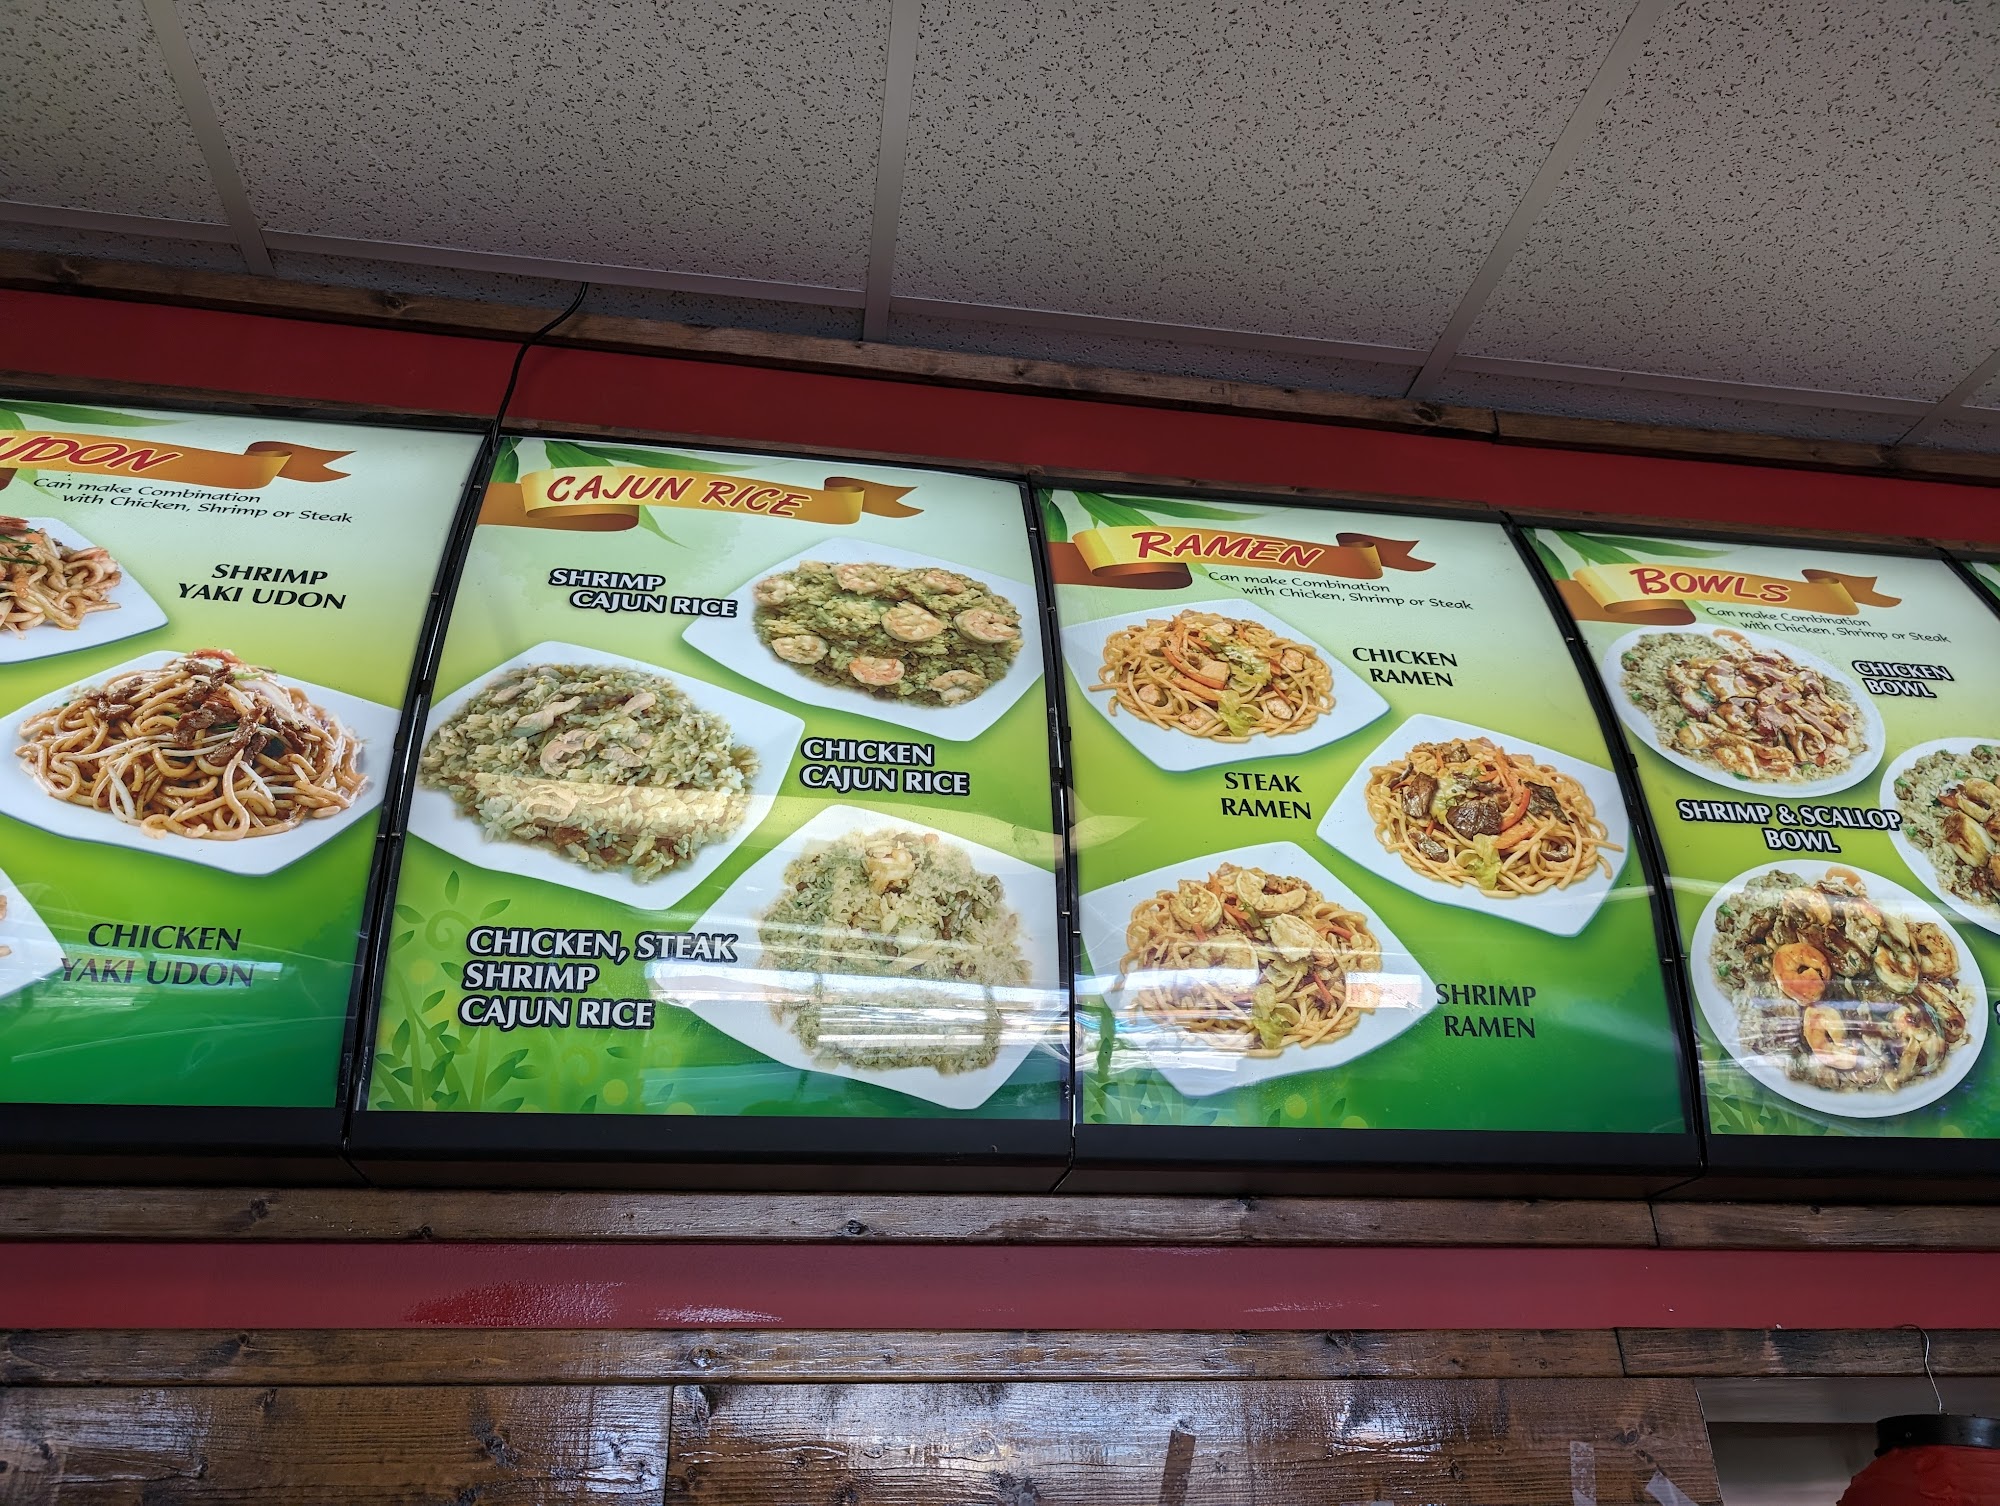 UDON
Can make Combination
with Chicken, Shrimp or Steak
SHRIMP
YAKI UDON
CHICKEN
YAKI UDON
CAJUN RICE
SHRIMP
CAJUN RICE
CHICKEN
CAJUN RICE
CHICKEN, STEAK
SHRIMP
CAJUN RICE
RAMEN
Can make Combination
with Chicken, Shrimp or Steak
CHICKEN
RAMEN
STEAK
RAMEN
SHRIMP
RAMEN
BOWLS
Can make Combination
with Chicken, Shrimp or Steak
CHICKEN
BOWL
SHRIMP & SCALLOP
BOWL